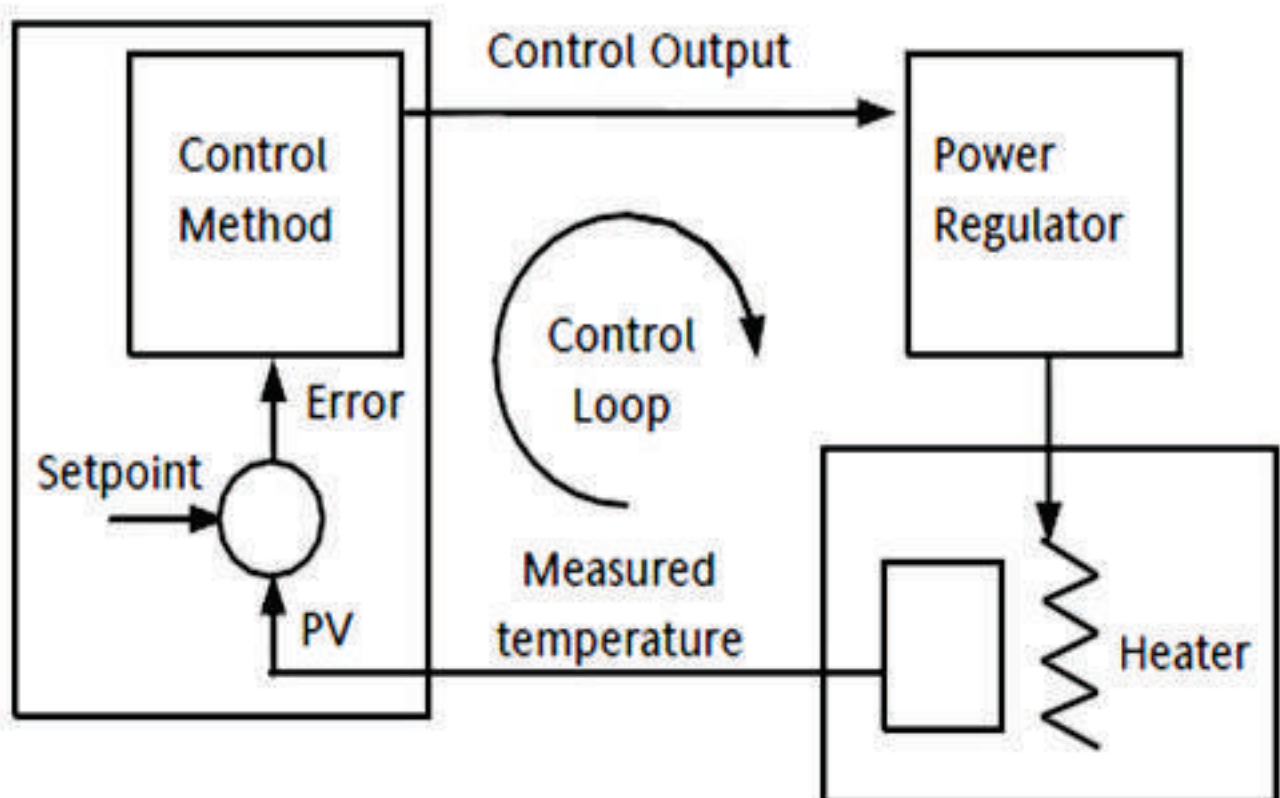 Control Output
Control
Method
Power
Regulator
Control
Loop
Error
Setpoint
Measured
temperature
PV
Heater